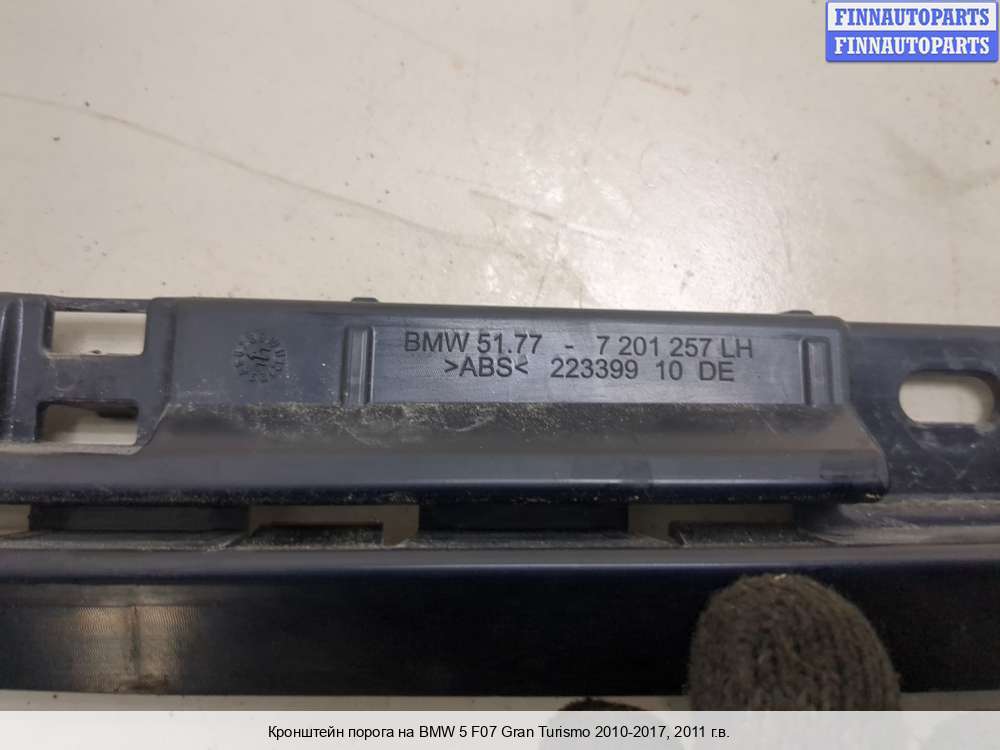 FINNAUTOPARTS
FINNAUTOPARTS
BMW 51.77 - 7 201 257 LH
>ABS< 223399 10 DE
Кронштейн порога на BMW 5 F07 Gran Turismo 2010-2017, 2011 г.в.